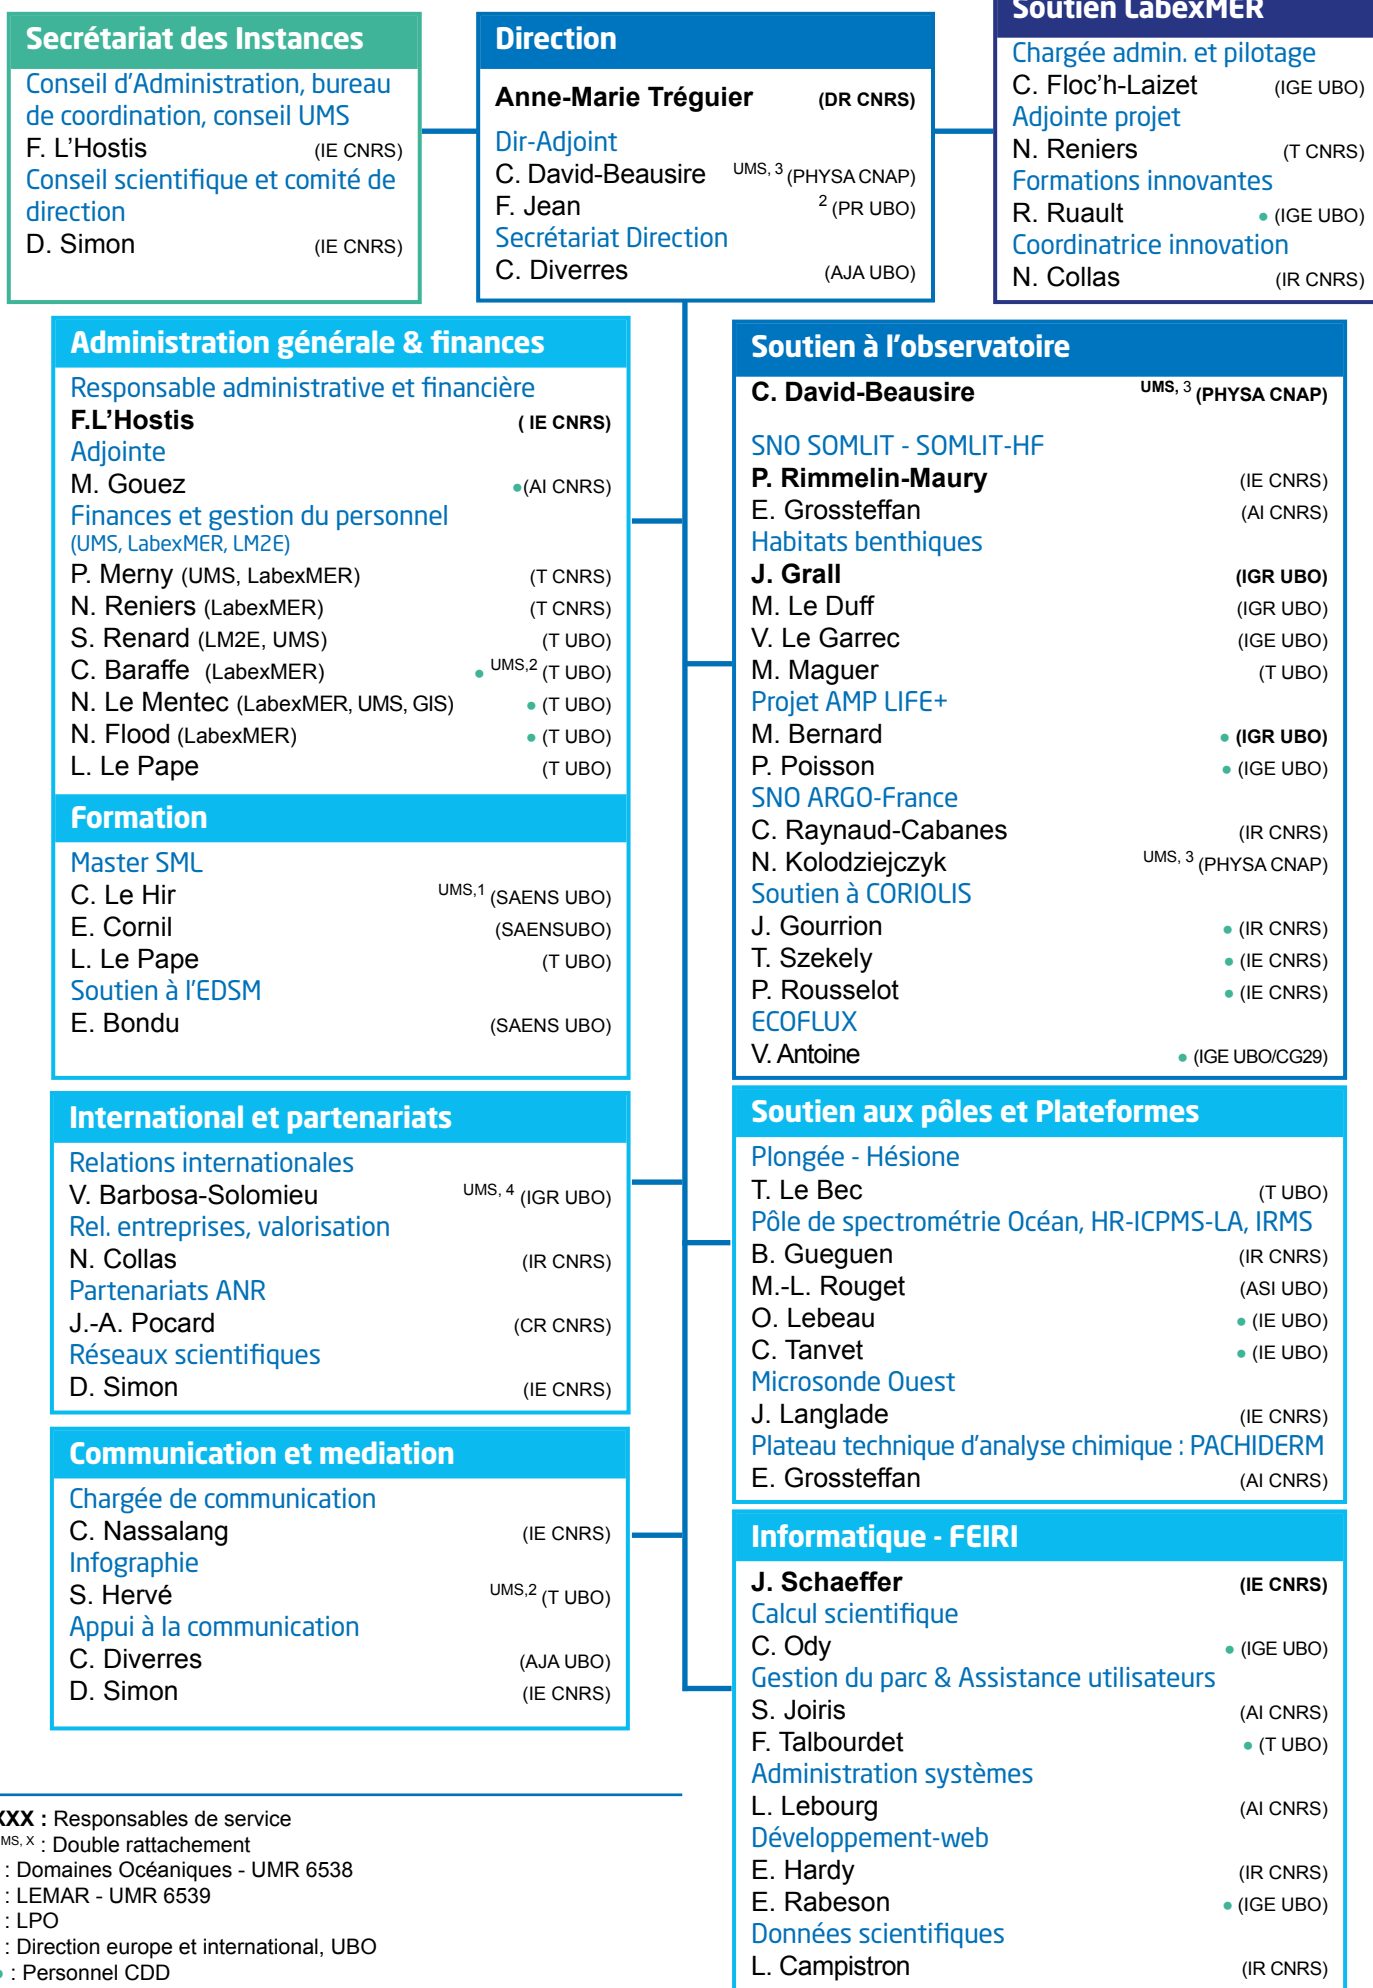 Secrétariat des Instances
Conseil d'Administration, bureau
de coordination, conseil UMS
F. L'Hostis (IE CNRS)
Conseil scientifique et comité de
direction
D. Simon (IE CNRS)
Direction
Anne-Marie Tréguier (DR CNRS)
Dir-Adjoint
C. David-Beausire UMS, 3 (PHYSA CNAP)
F. Jean 2 (PR UBO)
Secrétariat Direction
C. Diverres (AJA UBO)
Soutien LabexMER
Chargée admin. et pilotage
C. Floc'h-Laizet (IGE UBO)
Adjointe projet
N. Reniers (T CNRS)
Formations innovantes
R. Ruault • (IGE UBO)
Coordinatrice innovation
N. Collas (IR CNRS)
Administration générale & finances
Responsable administrative et financière
F.L'Hostis ( IE CNRS)
Adjointe
M. Gouez •(AI CNRS)
Finances et gestion du personnel
(UMS, LabexMER, LM2E)
P. Merny (UMS, LabexMER) (T CNRS)
N. Reniers (LabexMER) (T CNRS)
S. Renard (LM2E, UMS) (T UBO)
C. Baraffe (LabexMER) • UMS,2 (T UBO)
N. Le Mentec (LabexMER, UMS, GIS) • (T UBO)
N. Flood (LabexMER) • (T UBO)
L. Le Pape (T UBO)
Formation
Master SML
C. Le Hir UMS,1 (SAENS UBO)
E. Cornil (SAENSUBO)
L. Le Pape (T UBO)
Soutien à l'EDSM
E. Bondu (SAENS UBO)
International et partenariats
Relations internationales
V. Barbosa-Solomieu UMS, 4 (IGR UBO)
Rel. entreprises, valorisation
N. Collas (IR CNRS)
Partenariats ANR
J.-A. Pocard (CR CNRS)
Réseaux scientifiques
D. Simon (IE CNRS)
Communication et mediation
Chargée de communication
C. Nassalang (IE CNRS)
Infographie
S. Hervé UMS,2 (T UBO)
Appui à la communication
C. Diverres (AJA UBO)
D. Simon (IE CNRS)
Soutien à l'observatoire
C. David-Beausire UMS, 3 (PHYSA CNAP)
SNO SOMLIT - SOMLIT-HF
P. Rimmelin-Maury (IE CNRS)
E. Grossteffan (AI CNRS)
Habitats benthiques
J. Grall (IGR UBO)
M. Le Duff (IGR UBO)
V. Le Garrec (IGE UBO)
M. Maguer (T UBO)
Projet AMP LIFE+
M. Bernard • (IGR UBO)
P. Poisson • (IGE UBO)
SNO ARGO-France
C. Raynaud-Cabanes (IR CNRS)
N. Kolodziejczyk UMS, 3 (PHYSA CNAP)
Soutien à CORIOLIS
J. Gourrion • (IR CNRS)
T. Szekely • (IE CNRS)
P. Rousselot • (IE CNRS)
ECOFLUX
V. Antoine • (IGE UBO/CG29)
Soutien aux pôles et Plateformes
Plongée - Hésione
T. Le Bec (T UBO)
Pôle de spectrométrie Océan, HR-ICPMS-LA, IRMS
B. Gueguen (IR CNRS)
M.-L. Rouget (ASI UBO)
O. Lebeau • (IE UBO)
C. Tanvet • (IE UBO)
Microsonde Ouest
J. Langlade (IE CNRS)
Plateau technique d'analyse chimique : PACHIDERM
E. Grossteffan (AI CNRS)
Informatique - FEIRI
J. Schaeffer (IE CNRS)
Calcul scientifique
C. Ody • (IGE UBO)
Gestion du parc & Assistance utilisateurs
S. Joiris (AI CNRS)
F. Talbourdet • (T UBO)
Administration systèmes
L. Lebourg (AI CNRS)
Développement-web
E. Hardy (IR CNRS)
E. Rabeson • (IGE UBO)
Données scientifiques
L. Campistron (IR CNRS)
XXX : Responsables de service
MS, X : Double rattachement
: Domaines Océaniques - UMR 6538
: LEMAR - UMR 6539
: LPO
: Direction europe et international, UBO
• : Personnel CDD